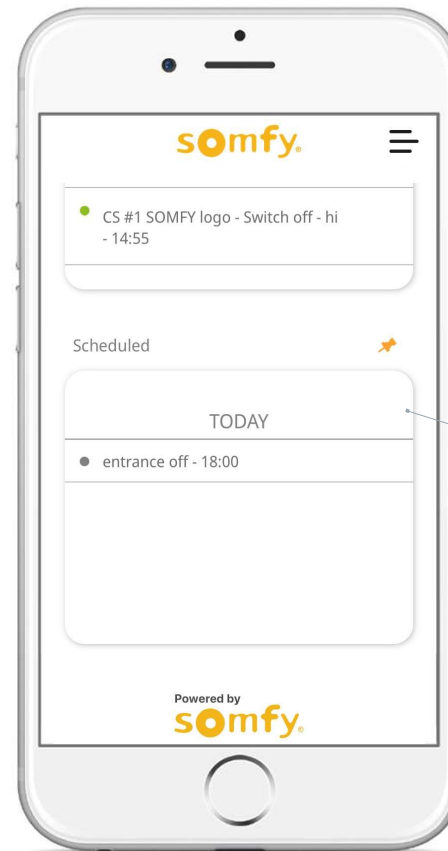 somfy®
CS #1 SOMFY logo - Switch off - hi
- 14:55
Scheduled
TODAY
entrance off - 18:00
Powered by
somfy®